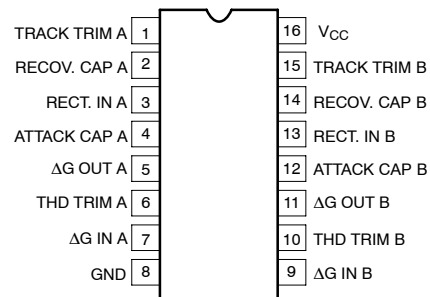 TRACK TRIM A 1
RECOV. CAP A 2
RECT. IN A 3
ATTACK CAP A 4
ΔG OUT A 5
THD TRIM A 6
ΔG IN A 7
GND 8
16 VCC
15 TRACK TRIM B
14 RECOV. CAP B
13 RECT. IN B
12 ATTACK CAP B
11 ΔG OUT B
10 THD TRIM B
9 ΔG IN B